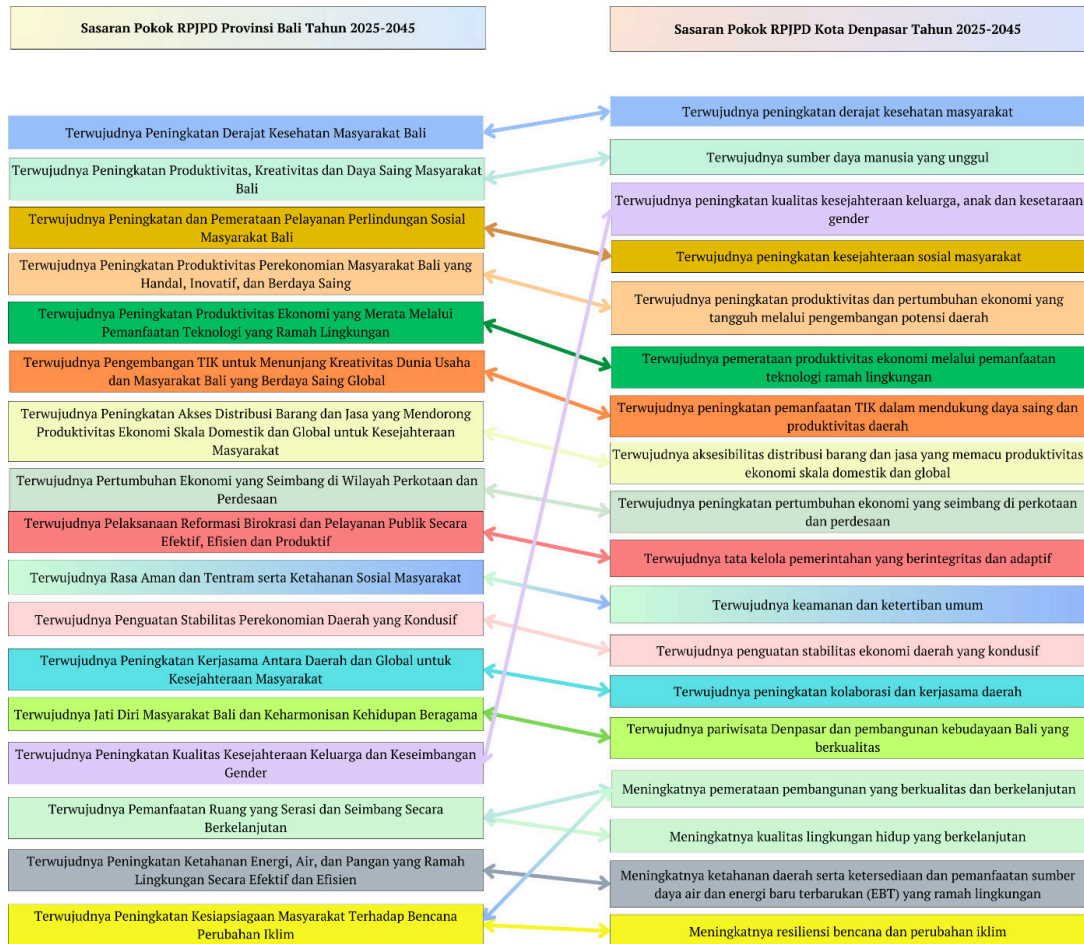 Sasaran Pokok RPJPD Provinsi Bali Tahun 2025-2045
Terwujudnya Peningkatan Derajat Kesehatan Masyarakat Bali
Terwujudnya Peningkatan Produktivitas, Kreativitas dan Daya Saing Masyarakat
Bali
Terwujudnya Peningkatan dan Pemerataan Pelayanan Perlindungan Sosial
Masyarakat Bali
Terwujudnya Peningkatan Produktivitas Perekonomian Masyarakat Bali yang
Handal, Inovatif, dan Berdaya Saing
Terwujudnya Peningkatan Produktivitas Ekonomi yang Merata Melalui
Pemanfaatan Teknologi yang Ramah Lingkungan
Terwujudnya Pengembangan TIK untuk Menunjang Kreativitas Dunia Usaha
dan Masyarakat Bali yang Berdaya Saing Global
Terwujudnya Peningkatan Akses Distribusi Barang dan Jasa yang Mendorong
Produktivitas Ekonomi Skala Domestik dan Global untuk Kesejahteraan
Masyarakat
Terwujudnya Pertumbuhan Ekonomi yang Seimbang di Wilayah Perkotaan dan
Perdesaan
Terwujudnya Pelaksanaan Reformasi Birokrasi dan Pelayanan Publik Secara
Efektif, Efisien dan Produktif
Terwujudnya Rasa Aman dan Tentram serta Ketahanan Sosial Masyarakat
Terwujudnya Penguatan Stabilitas Perekonomian Daerah yang Kondusif
Terwujudnya Peningkatan Kerjasama Antara Daerah dan Global untuk
Kesejahteraan Masyarakat
Terwujudnya Jati Diri Masyarakat Bali dan Keharmonisan Kehidupan Beragama
Terwujudnya Peningkatan Kualitas Kesejahteraan Keluarga dan Keseimbangan
Gender
Terwujudnya Pemanfaatan Ruang yang Serasi dan Seimbang Secara
Berkelanjutan
Terwujudnya Peningkatan Ketahanan Energi, Air, dan Pangan yang Ramah
Lingkungan Secara Efektif dan Efisien
Terwujudnya Peningkatan Kesiapsiagaan Masyarakat Terhadap Bencana
Perubahan Iklim
Sasaran Pokok RPJPD Kota Denpasar Tahun 2025-2045
Terwujudnya peningkatan derajat kesehatan masyarakat
Terwujudnya sumber daya manusia yang unggul
Terwujudnya peningkatan kualitas kesejahteraan keluarga, anak dan kesetaraan
gender
Terwujudnya peningkatan kesejahteraan sosial masyarakat
Terwujudnya peningkatan produktivitas dan pertumbuhan ekonomi yang
tangguh melalui pengembangan potensi daerah
Terwujudnya pemerataan produktivitas ekonomi melalui pemanfaatan
teknologi ramah lingkungan
Terwujudnya peningkatan pemanfaatan TIK dalam mendukung daya saing dan
produktivitas daerah
Terwujudnya aksesibilitas distribusi barang dan jasa yang memacu produktivitas
ekonomi skala domestik dan global
Terwujudnya peningkatan pertumbuhan ekonomi yang seimbang di perkotaan
dan perdesaan
Terwujudnya tata kelola pemerintahan yang berintegritas dan adaptif
Terwujudnya keamanan dan ketertiban umum
Terwujudnya penguatan stabilitas ekonomi daerah yang kondusif
Terwujudnya peningkatan kolaborasi dan kerjasama daerah
Terwujudnya pariwisata Denpasar dan pembangunan kebudayaan Bali yang
berkualitas
Meningkatnya pemerataan pembangunan yang berkualitas dan berkelanjutan
Meningkatnya kualitas lingkungan hidup yang berkelanjutan
Meningkatnya ketahanan daerah serta ketersediaan dan pemanfaatan sumber
daya air dan energi baru terbarukan (EBT) yang ramah lingkungan
Meningkatnya resiliensi bencana dan perubahan iklim